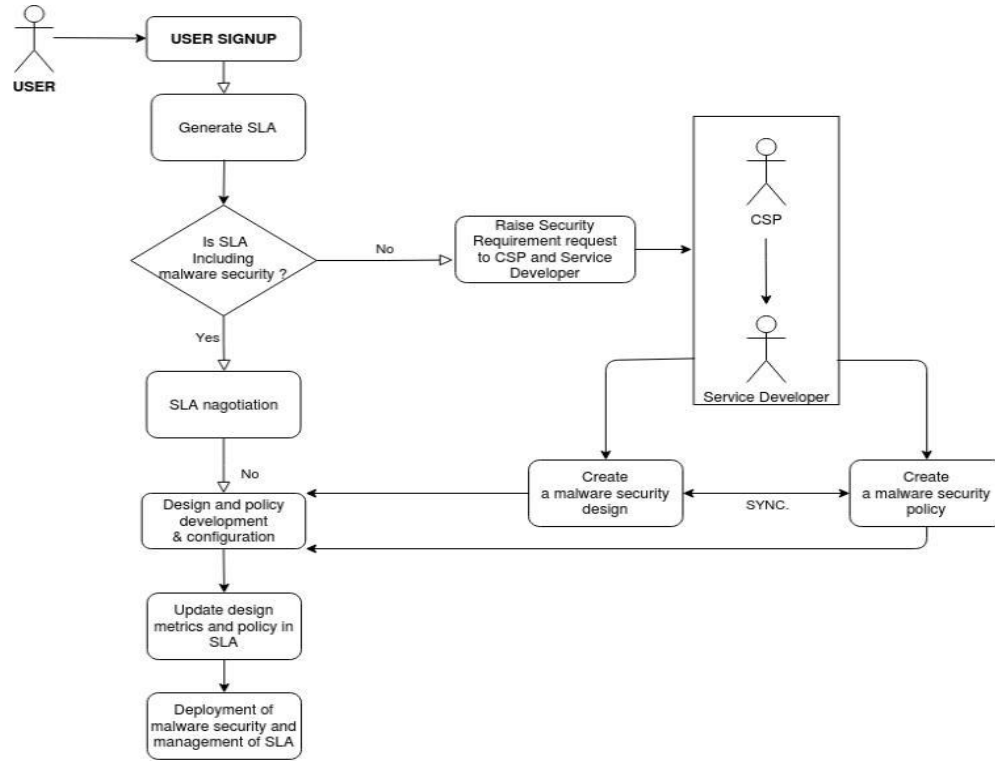 USER
USER SIGNUP
Generate SLA
Is SLA
Including
malware security ?
No
Raise Security
Requirement request
to CSP and Service
Developer
CSP
Service Developer
Yes
SLA nagotiation
No
Design and policy
development
& configuration
Create
a malware security
design
SYNC.
Create
a malware security
policy
Update design
metrics and policy in
SLA
Deployment of
malware security and
management of SLA